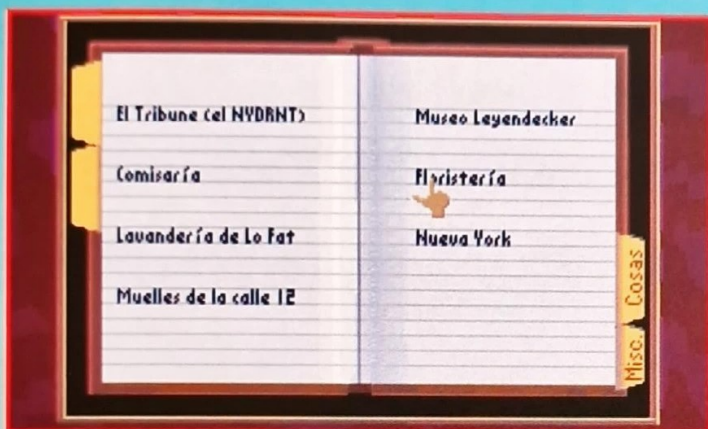 El Tribune (el NYDRNT)
Comisaría
Lavandería de Lo Fat
Muelles de la calle 12
Museo Leyendecker
Floristería
Nueva York
Cosas
Misc.